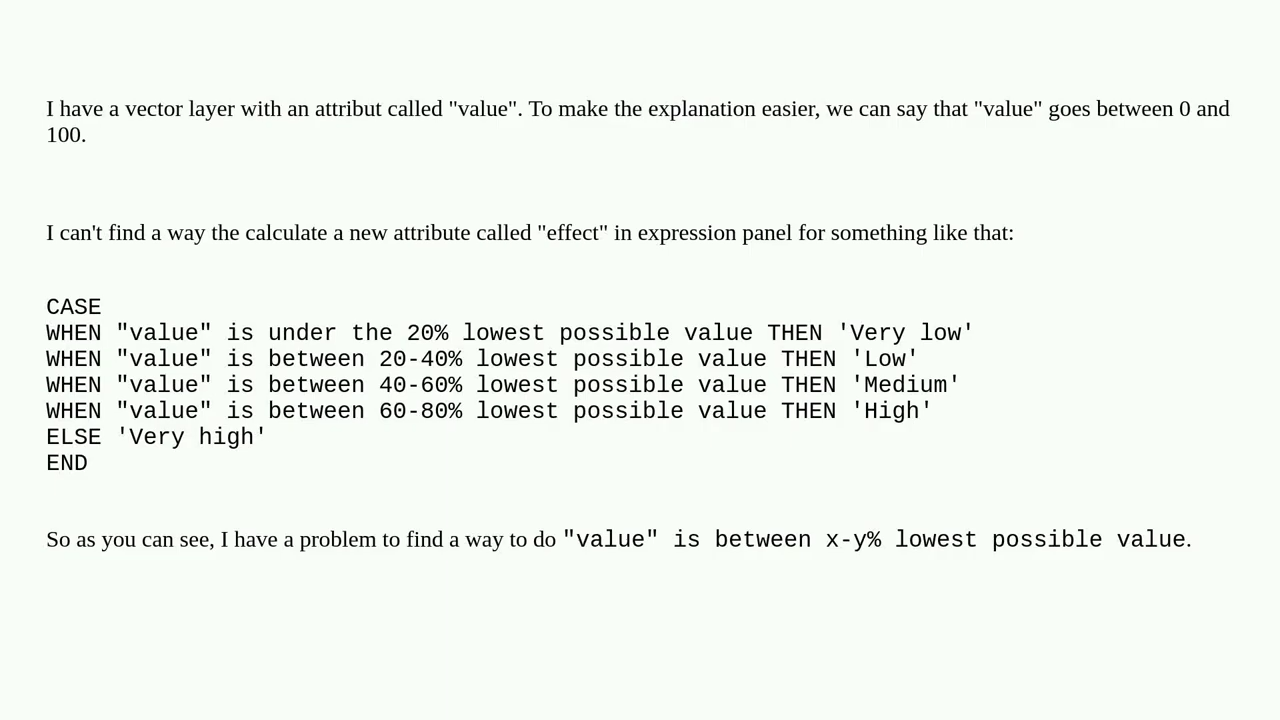 I have a vector layer with an attribut called "value". To make the explanation easier, we can say that "value" goes between 0 and
100.
I can't find a way the calculate a new attribute called "effect" in expression panel for something like that:
CASE
WHEN "value" is under the 20% lowest possible value THEN 'Very low'
WHEN "value" is between 20-40% lowest possible value THEN 'Low'
WHEN "value" is between 40-60% lowest possible value THEN 'Medium'
WHEN "value" is between 60-80% lowest possible value THEN 'High'
ELSE 'Very high'
END
So as you can see, I have a problem to find a way to do "value" is between x-y% lowest possible value.